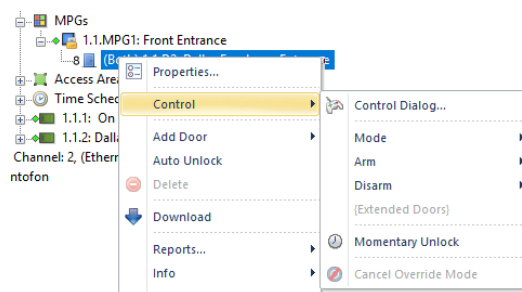 MPGs
1.1.MPG1: Front Entrance
8
Properties...
Access Area
Time Sched
Control
Control Dialog...
1.1.1: On
Add Door
Mode
1.1.2: Dalla
Auto Unlock
Arm
Channel: 2, (Ethern
Delete
Disarm
ntofon
(Extended Doors)
Download
Momentary Unlock
Reports...
Info
Cancel Override Mode